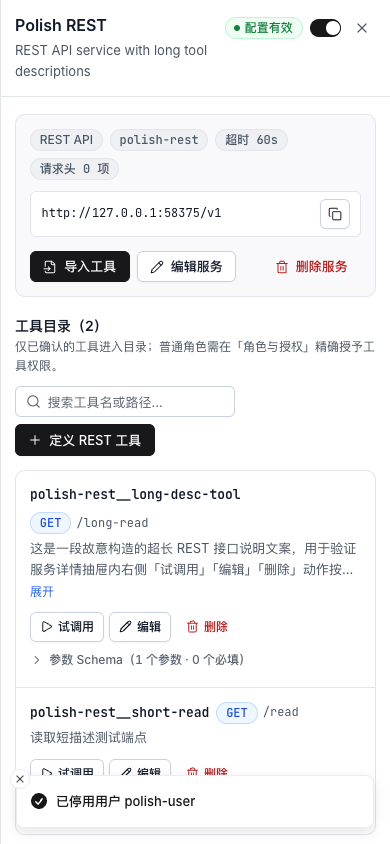 Polish REST
配置有效
REST API service with long tool
descriptions
REST API
polish-rest
超时 60s
请求头 0 项
http://127.0.0.1:58375/v1
导入工具
编辑服务
删除服务
工具目录（2）
仅已确认的工具进入目录；普通角色需在「角色与授权」精确授予工
具权限。
搜索工具名或路径...
定义 REST 工具
polish-rest__long-desc-tool
GET /long-read
这是一段故意构造的超长 REST 接口说明文案，用于验证
服务详情抽屉内右侧「试调用」「编辑」「删除」动作按...
展开
试调用
编辑
删除
参数 Schema（1 个参数 · 0 个必填）
polish-rest__short-read GET /read
读取短描述测试端点
试调用
编辑
删除
已停用用户 polish-user